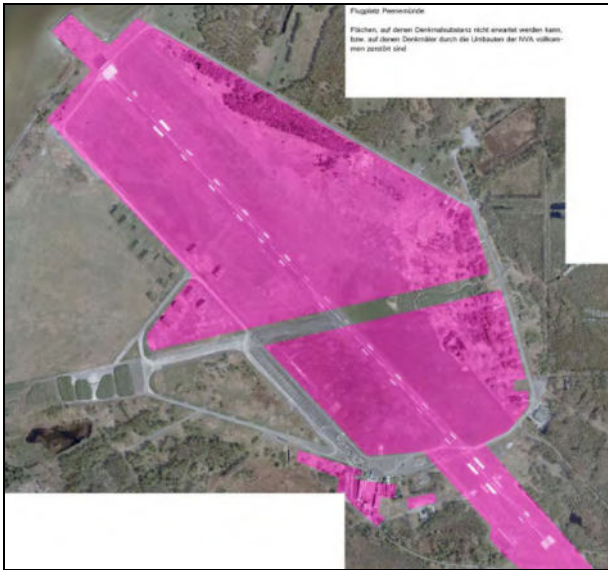 Flugplatz Peenemünde
Flächen, auf denen Denkmalsubstanz nicht erwartet werden kann,
bzw. auf denen Denkmäler durch die Umbauten der NVA vollkom-
men zerstört sind